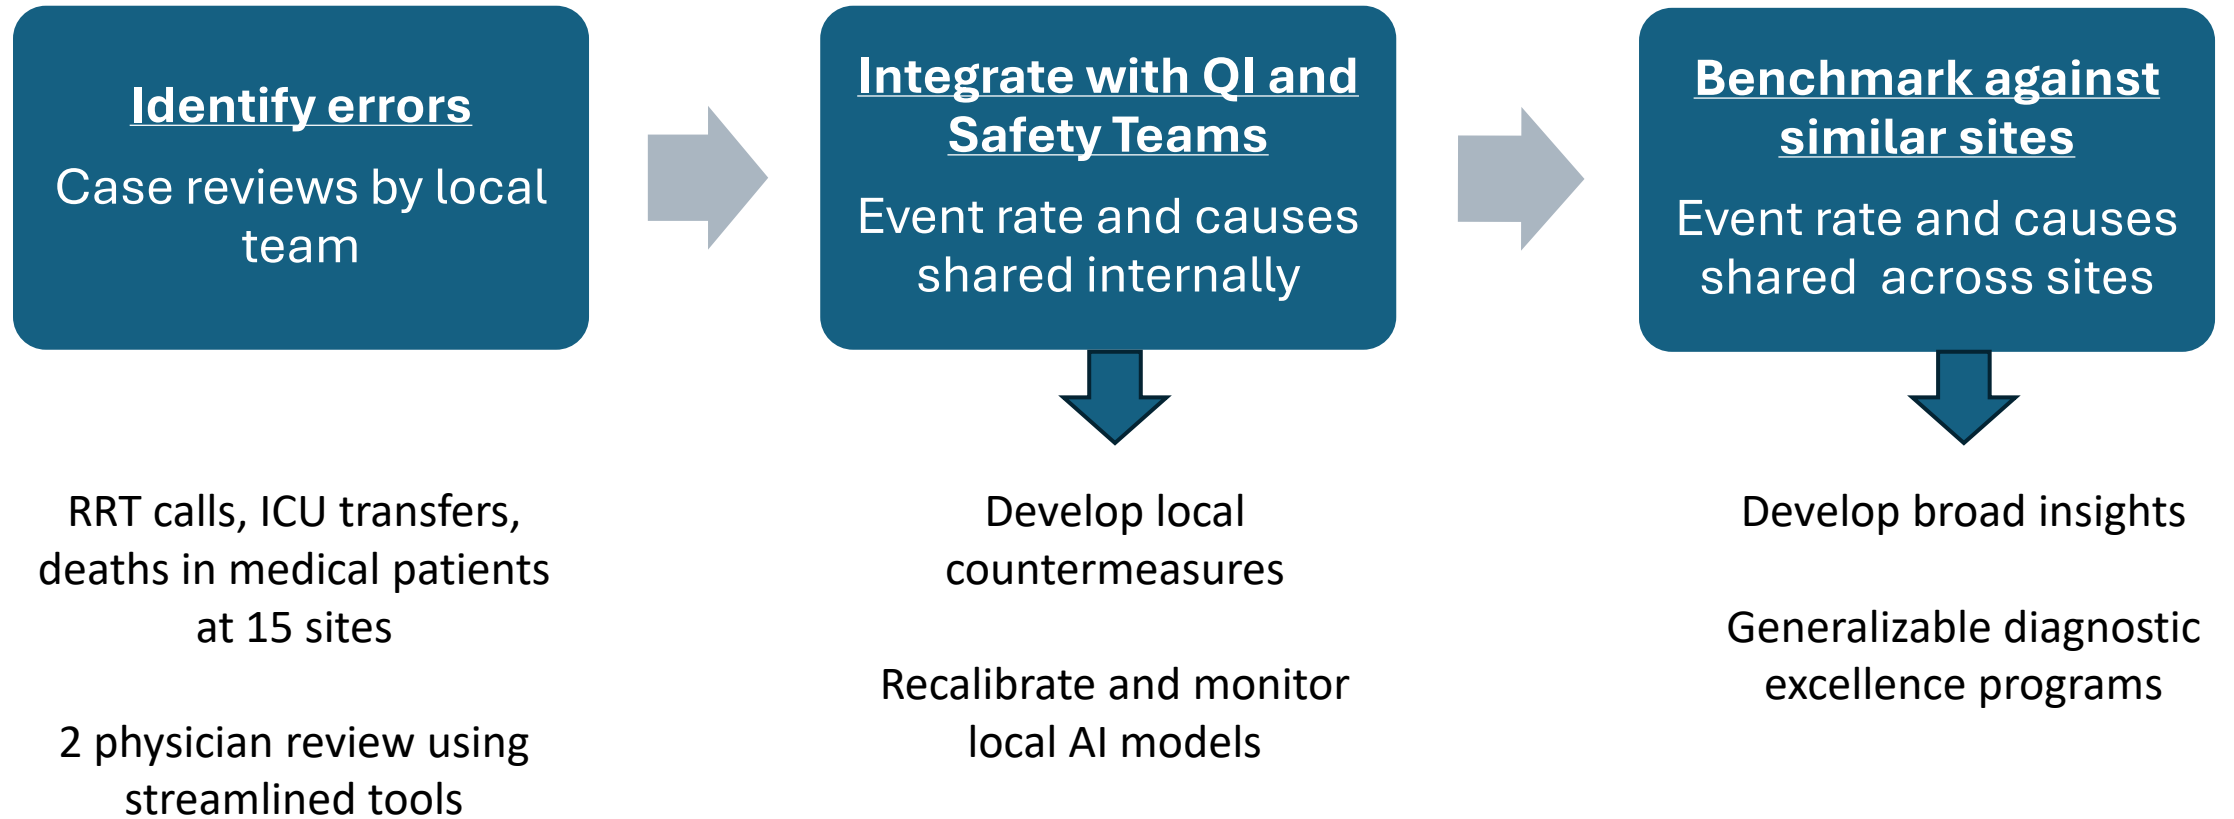 Identify errors
Case reviews by local
team
Integrate with QI and
Safety Teams
Event rate and causes
shared internally
Benchmark against
similar sites
Event rate and causes
shared across sites
RRT calls, ICU transfers,
deaths in medical patients
at 15 sites
2 physician review using
streamlined tools
Develop local
countermeasures
Recalibrate and monitor
local AI models
Develop broad insights
Generalizable diagnostic
excellence programs